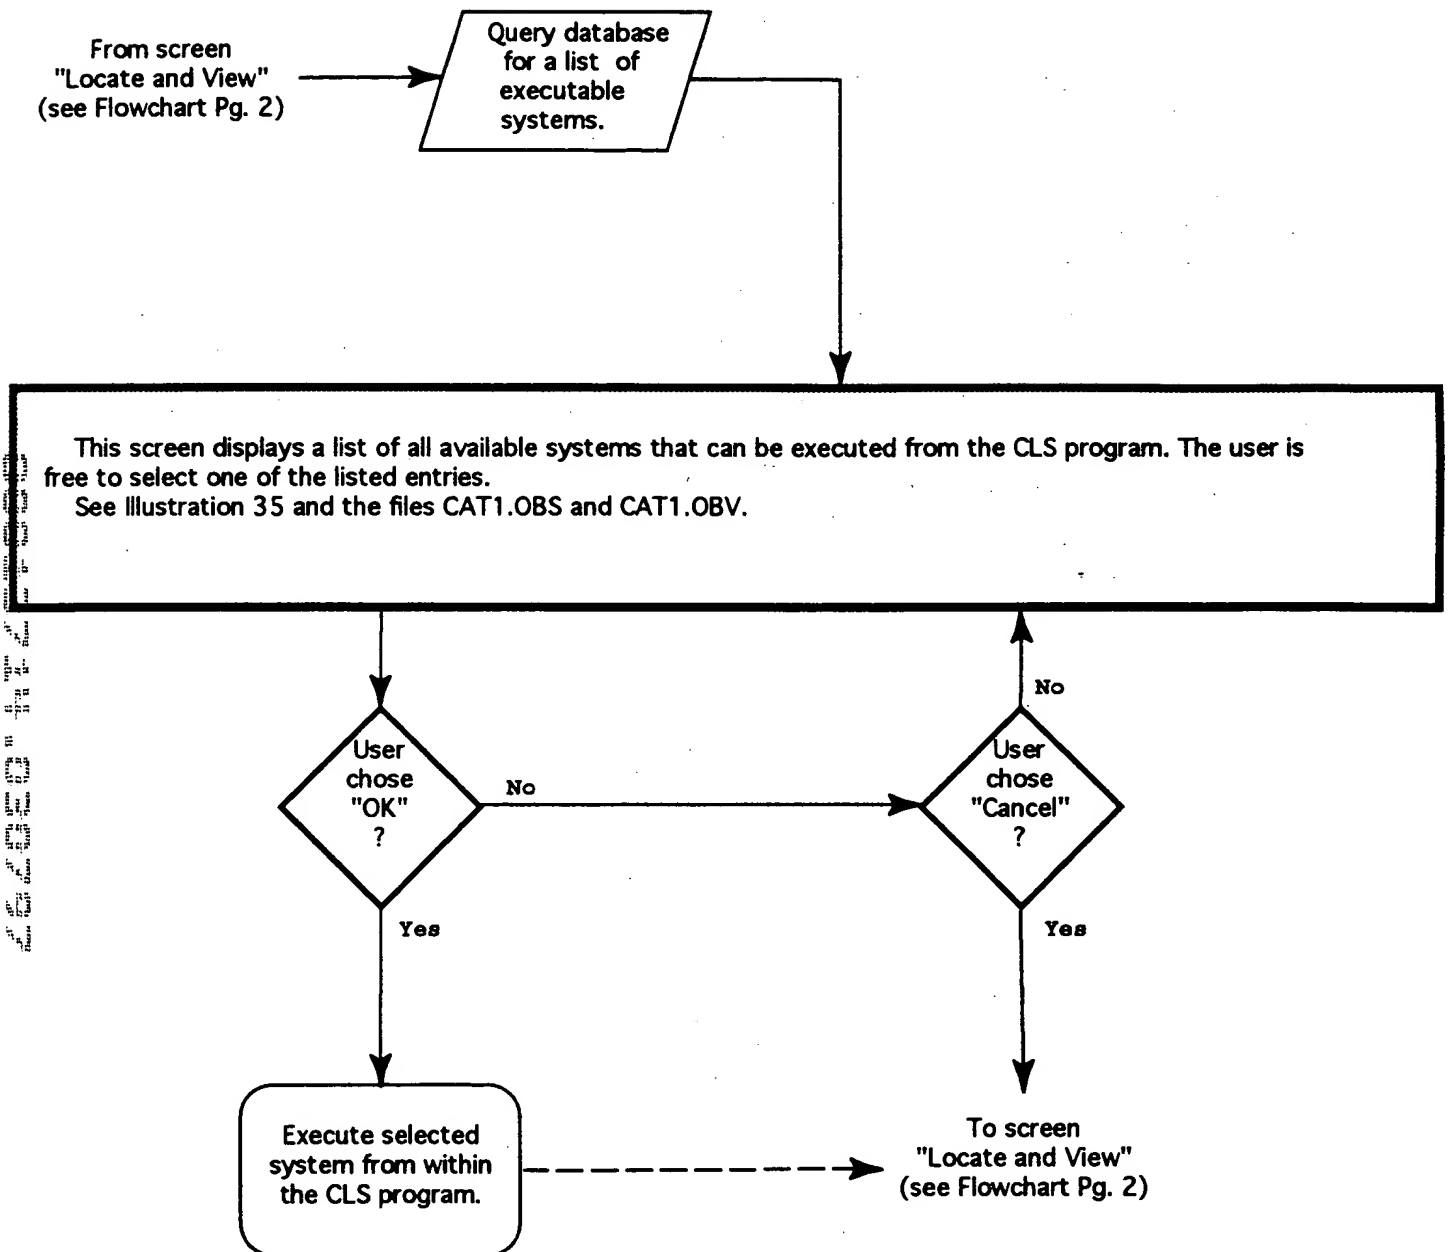 From screen
"Locate and View"
(see Flowchart Pg. 2)
Query database
for a list of
executable
systems.
This screen displays a list of all available systems that can be executed from the CLS program. The user is
free to select one of the listed entries.
See Illustration 35 and the files CAT1.OBS and CAT1.OBV.
User
chose
"OK"
?
No
Yes
No
User
chose
"Cancel"
?
Yes
Execute selected
system from within
the CLS program.
To screen
"Locate and View"
(see Flowchart Pg. 2)